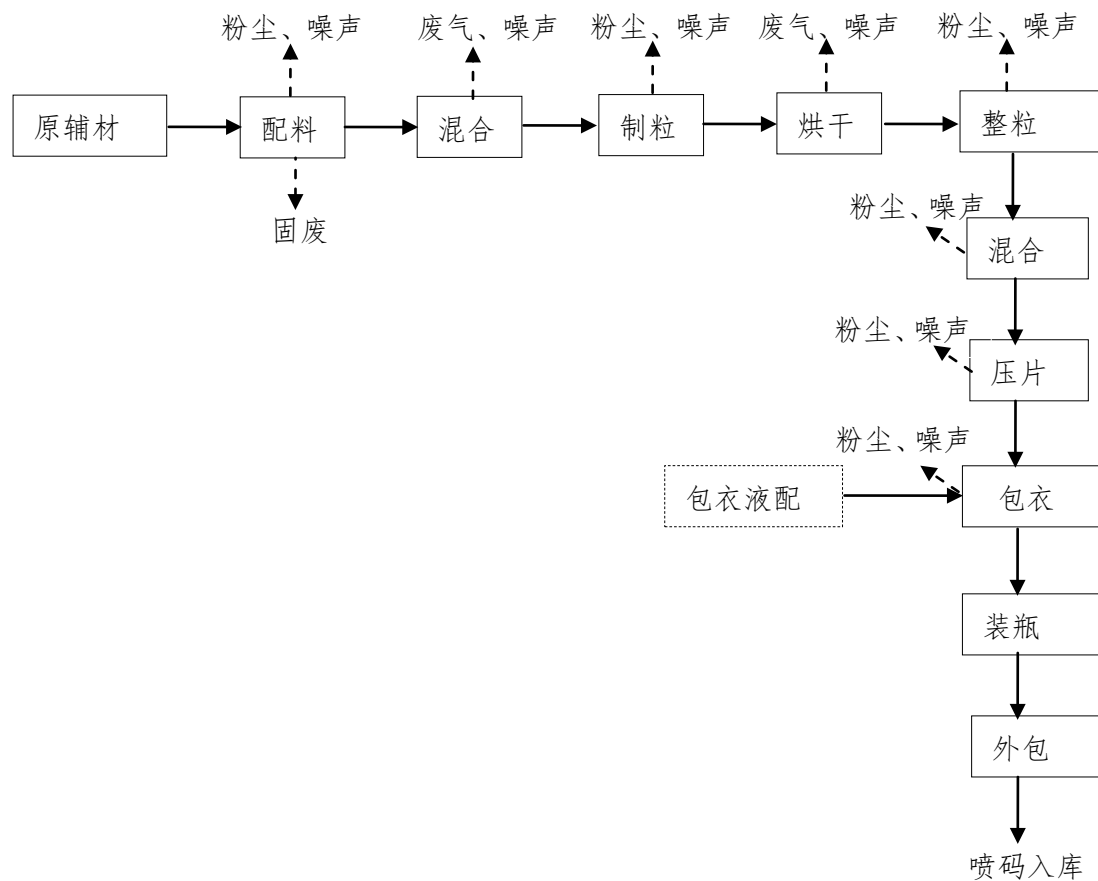 粉尘、噪声
废气、噪声
粉尘、噪声
废气、噪声
粉尘、噪声
原辅材
配料
混合
制粒
烘干
整粒
固废
粉尘、噪声
混合
粉尘、噪声
压片
粉尘、噪声
包衣液配
包衣
装瓶
外包
喷码入库